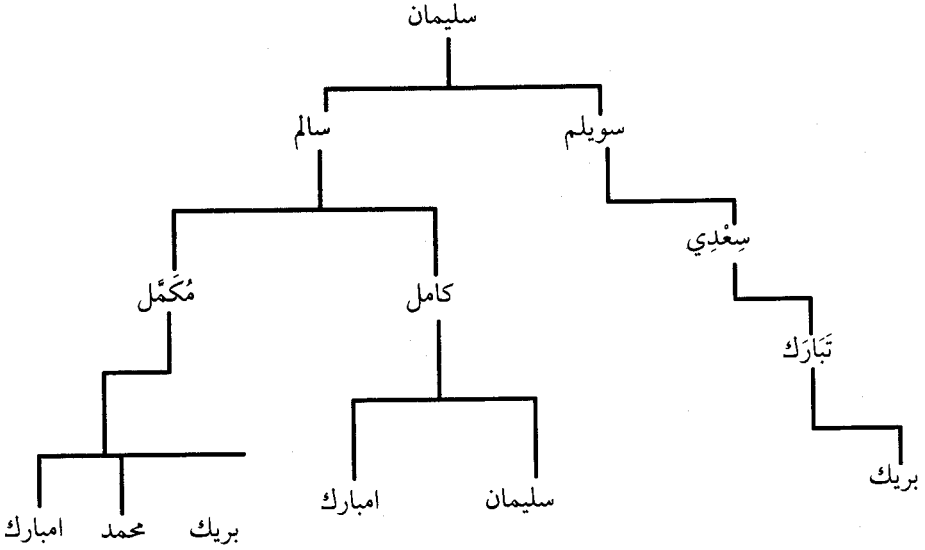 سليمان
سويلم
سالم
سِعْدِي
كامل
مُكَمَّل
تَبَارَك
بريك
سليمان
امبارك
بريك
محمد
امبارك